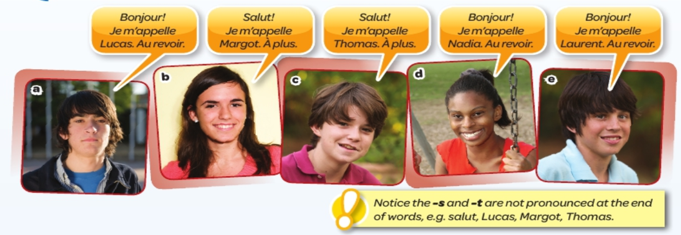 Bonjour!
Je m'appelle
Lucas. Au revoir.
Salut!
Je m'appelle
Margot. À plus.
Salut!
Je m'appelle
Thomas. À plus.
Bonjour!
Je m'appelle
Nadia. Au revoir.
Bonjour!
Je m'appelle
Laurent. Au revoir.
a
b
c
d
e
Notice the -s and -t are not pronounced at the end
of words, e.g. salut, Lucas, Margot, Thomas.